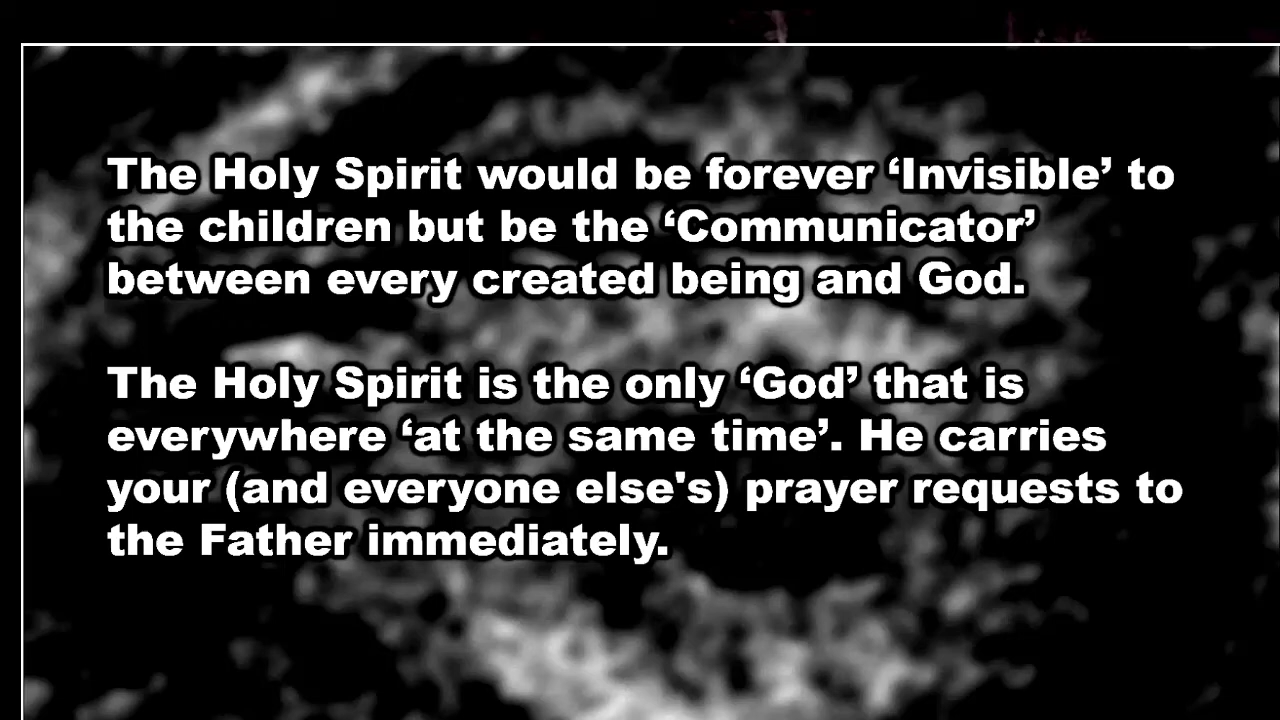 The Holy Spirit would be forever ‘Invisible’ to
the children but be the ‘Communicator’
between every created being and God.
The Holy Spirit is the only ‘God’ that is
everywhere ‘at the same time’. He carries
your (and everyone else's) prayer requests to
the Father immediately.